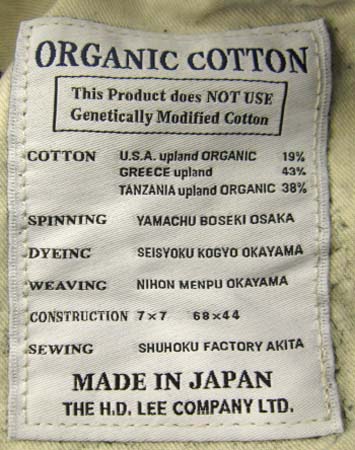 ORGANIC COTTON
This Product does NOT USE
Genetically Modified Cotton
COTTON U.S.A. upland ORGANIC 19%
GREECE upland 43%
TANZANIA upland ORGANIC 38%
SPINNING YAMACHU BOSEKI OSAKA
DYEING SEISYOKU KOGYO OKAYAMA
WEAVING NIHON MENPU OKAYAMA
CONSTRUCTION 7×7 68×44
SEWING SHUHOKU FACTORY AKITA
MADE IN JAPAN
THE H.D. LEE COMPANY LTD.